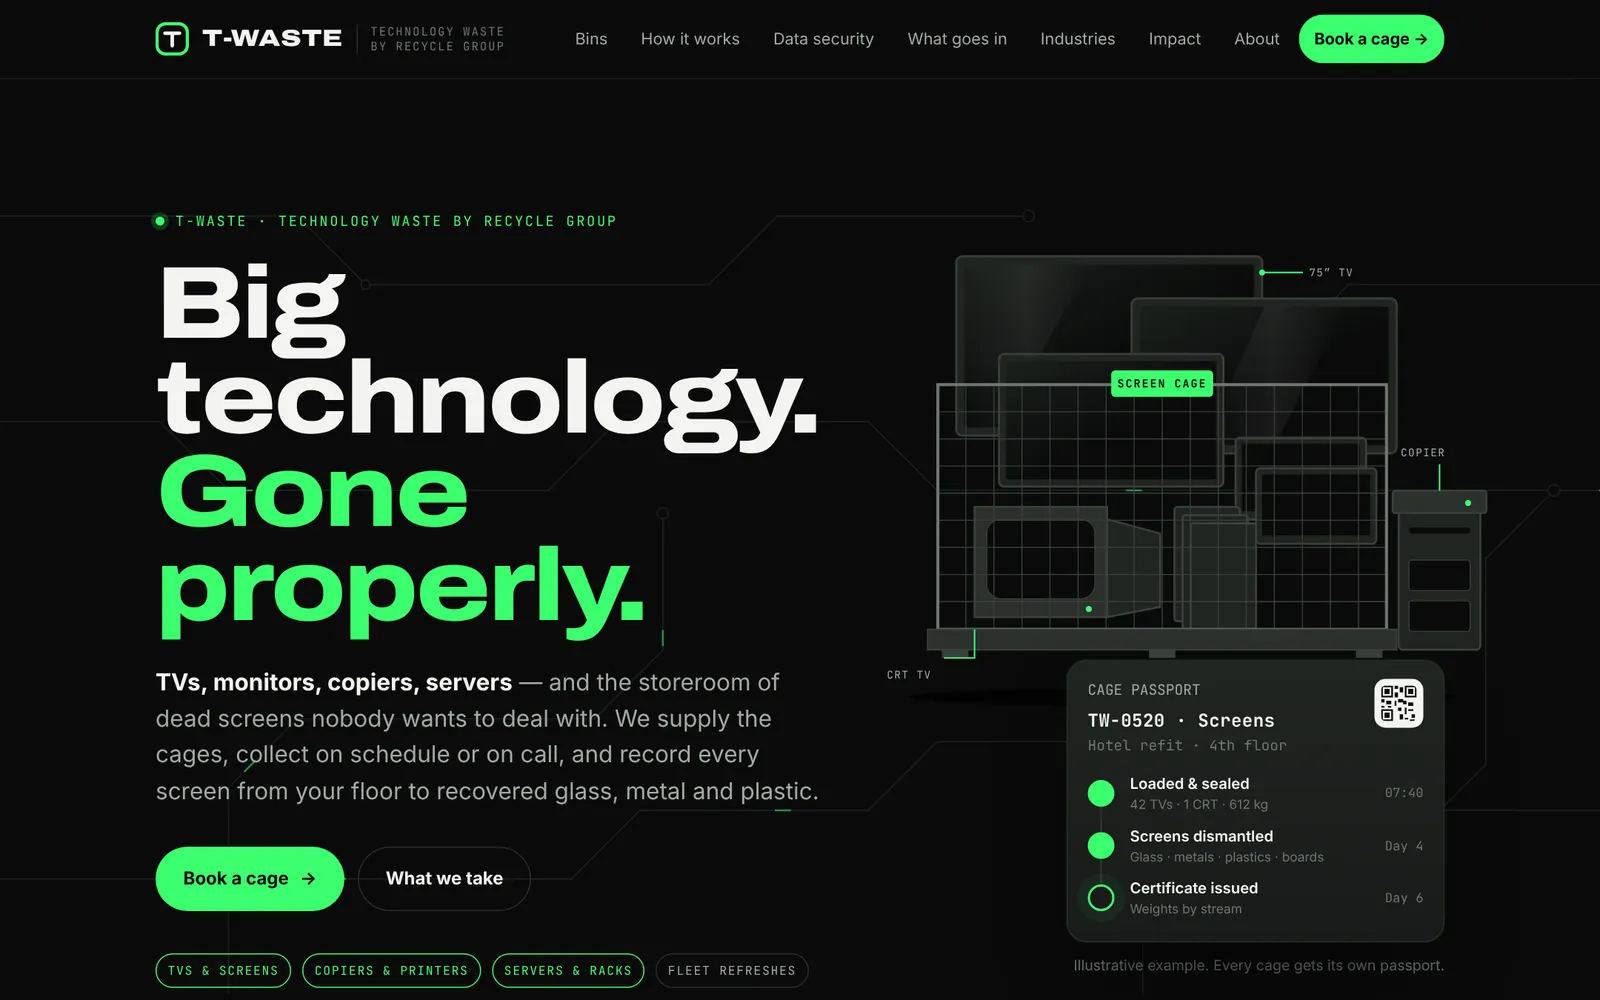 T T-WASTE
TECHNOLOGY WASTE
BY RECYCLE GROUP
Bins
How it works
Data security
What goes in
Industries
Impact
About
Book a cage →
T-WASTE · TECHNOLOGY WASTE BY RECYCLE GROUP
Big
technology.
Gone
properly.
TVs, monitors, copiers, servers — and the storeroom of
dead screens nobody wants to deal with. We supply the
cages, collect on schedule or on call, and record every
screen from your floor to recovered glass, metal and plastic.
Book a cage →
What we take
TVS & SCREENS
COPIERS & PRINTERS
SERVERS & RACKS
FLEET REFRESHES
75″ TV
SCREEN CAGE
COPIER
CRT TV
CAGE PASSPORT
TW-0520 · Screens
Hotel refit · 4th floor
Loaded & sealed
42 TVs · 1 CRT · 612 kg
07:40
Screens dismantled
Glass · metals · plastics · boards
Day 4
Certificate issued
Weights by stream
Day 6
Illustrative example. Every cage gets its own passport.